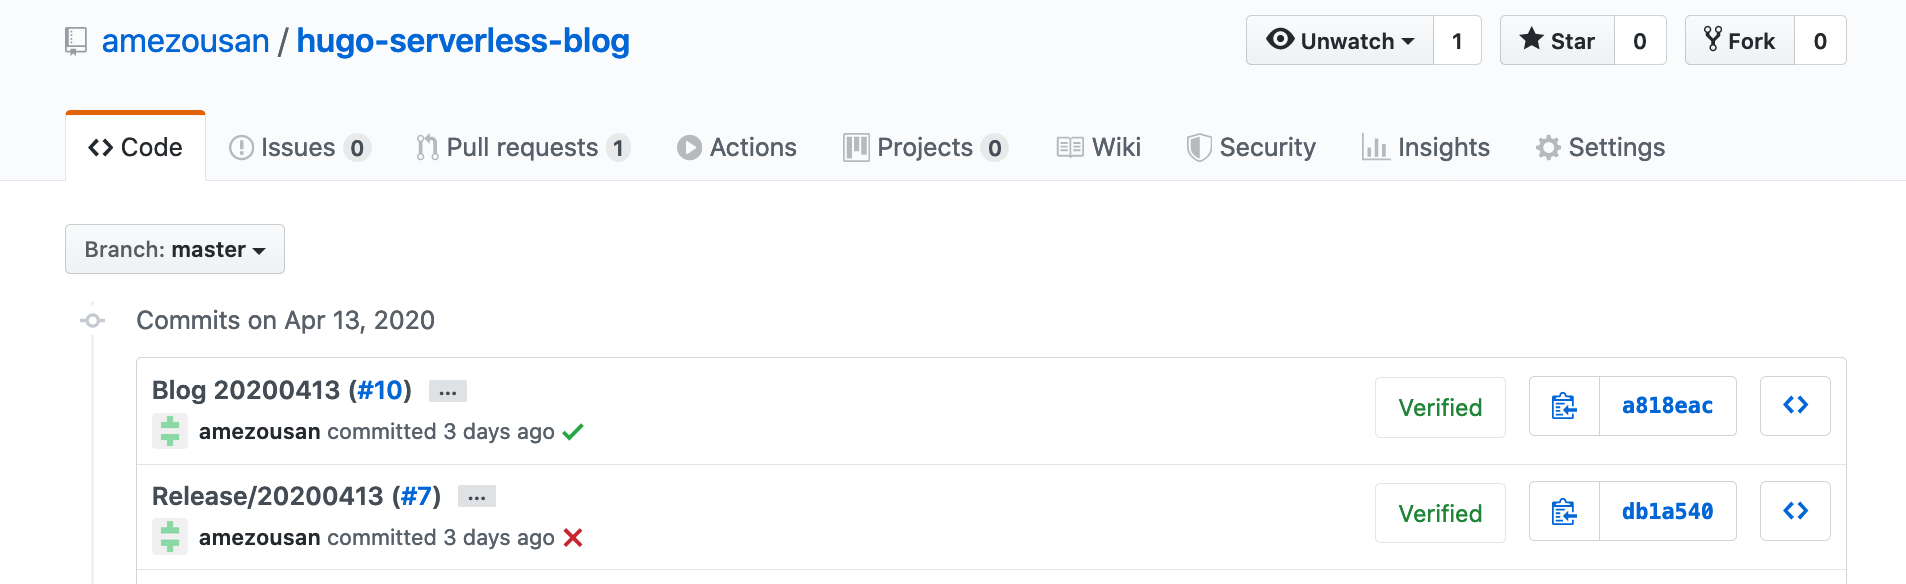 amezousan / hugo-serverless-blog
Unwatch 1 Star 0 Fork 0
Code Issues 0 Pull requests 1 Actions Projects 0 Wiki Security Insights Settings
Branch: master
Commits on Apr 13, 2020
Blog 20200413 (#10) ...
Verified a818eac
amezousan committed 3 days ago
Release/20200413 (#7) ...
Verified db1a540
amezousan committed 3 days ago